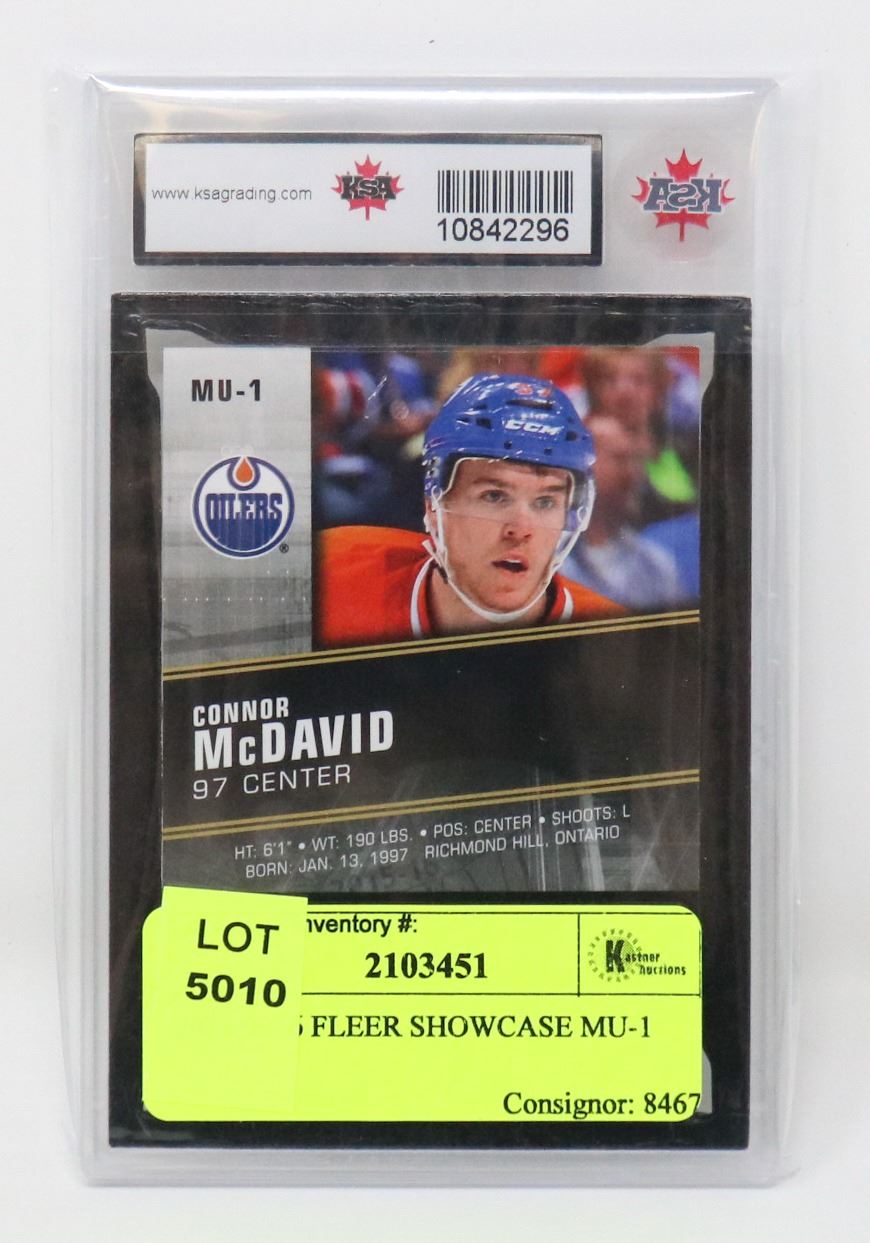 www.ksagrading.com
KSA
10842296
KSA
MU-1
97
CCM
OILERS
®
CONNOR
McDAVID
97 CENTER
HT: 6'1" • WT: 190 LBS. • POS: CENTER • SHOOTS: L
BORN: JAN. 13, 1997 RICHMOND HILL, ONTARIO
LOT
5010
nventory #:
2103451
Kastner
Auctions
FLEER SHOWCASE MU-1
Consignor: 8467